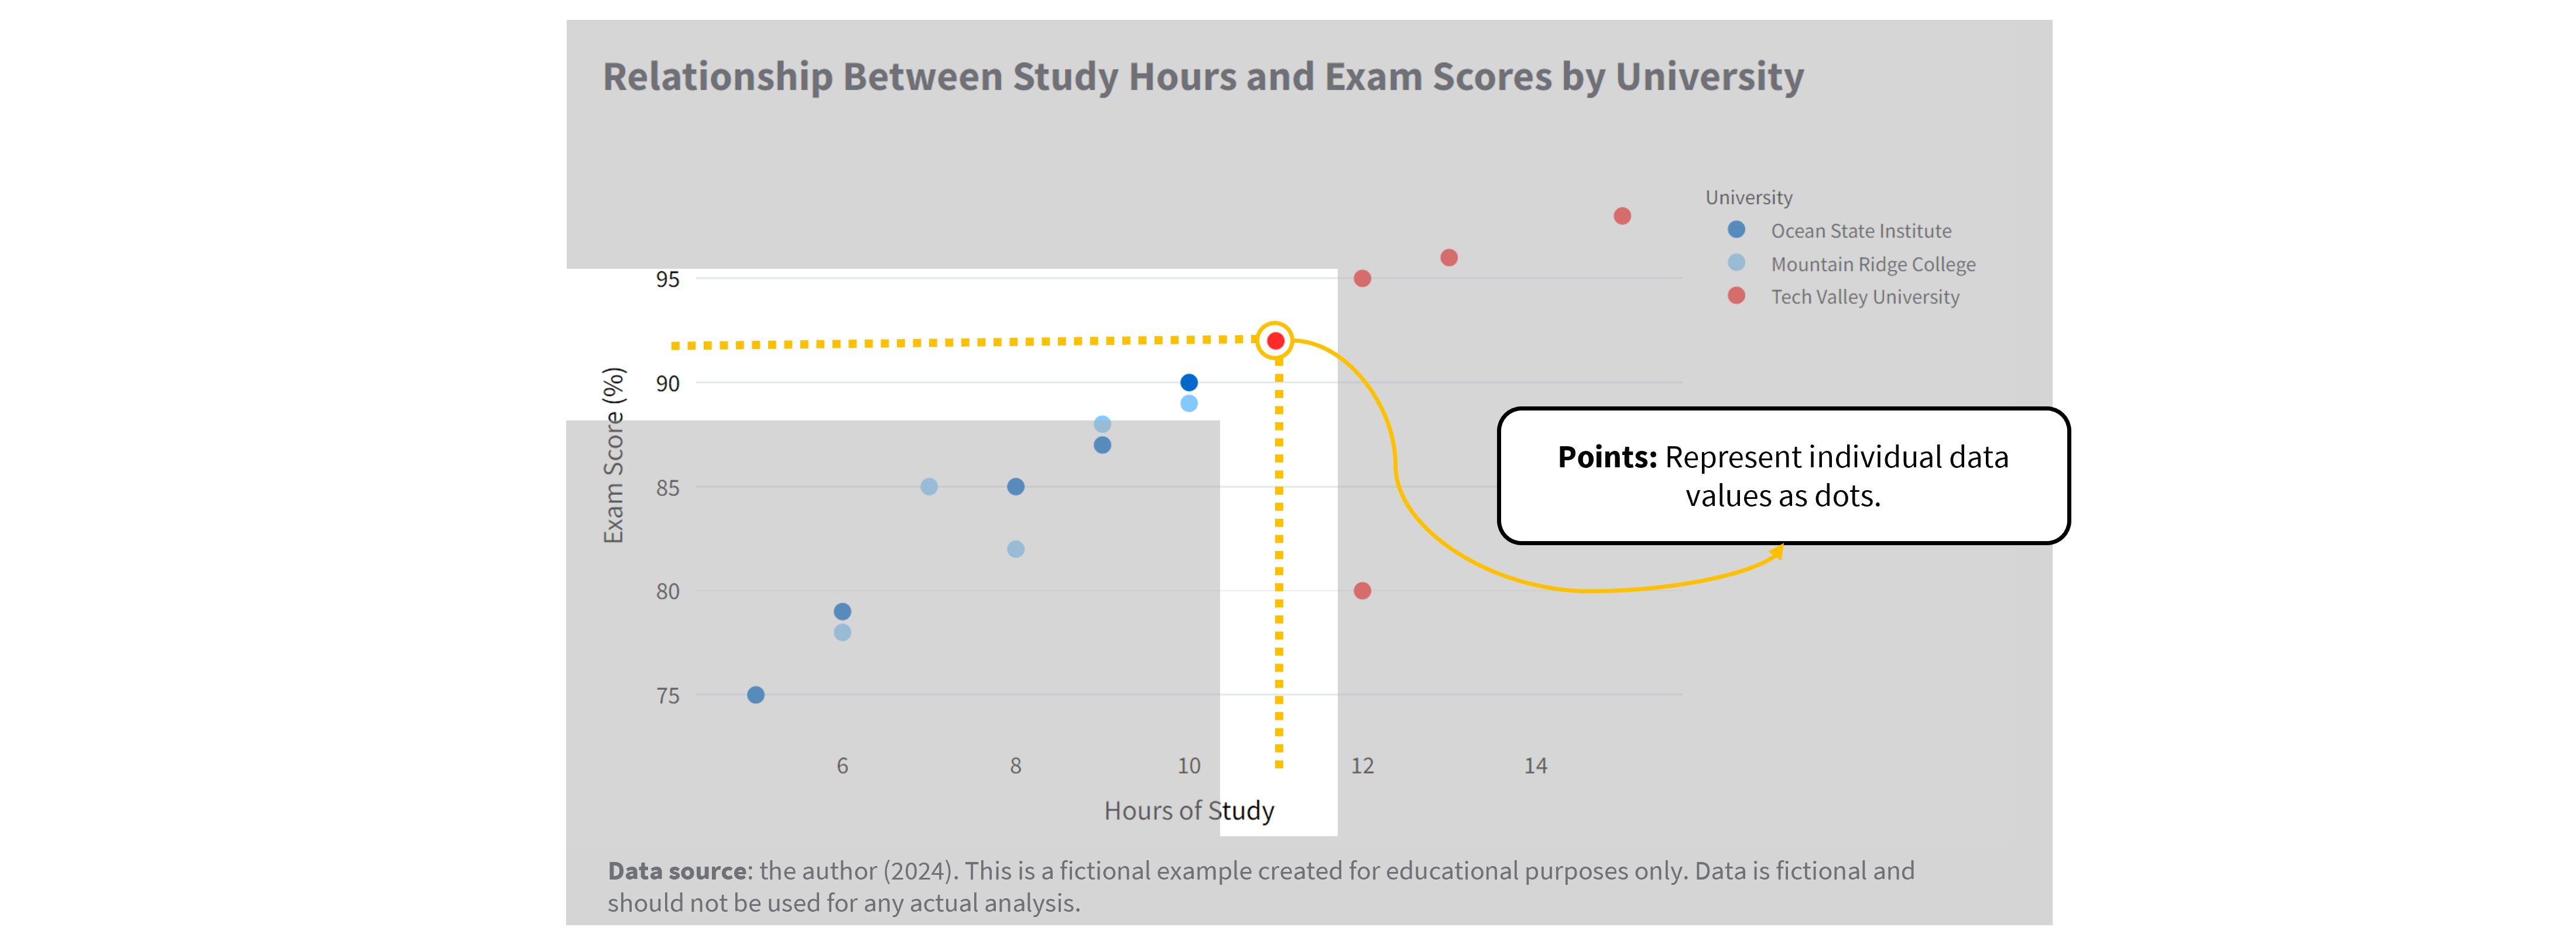 Relationship Between Study Hours and Exam Scores by University
University
Ocean State Institute
Mountain Ridge College
Tech Valley University
95
90
85
80
75
Exam Score (%)
Points: Represent individual data
values as dots.
6 8 10 12 14
Hours of Study
Data source: the author (2024). This is a fictional example created for educational purposes only. Data is fictional and
should not be used for any actual analysis.